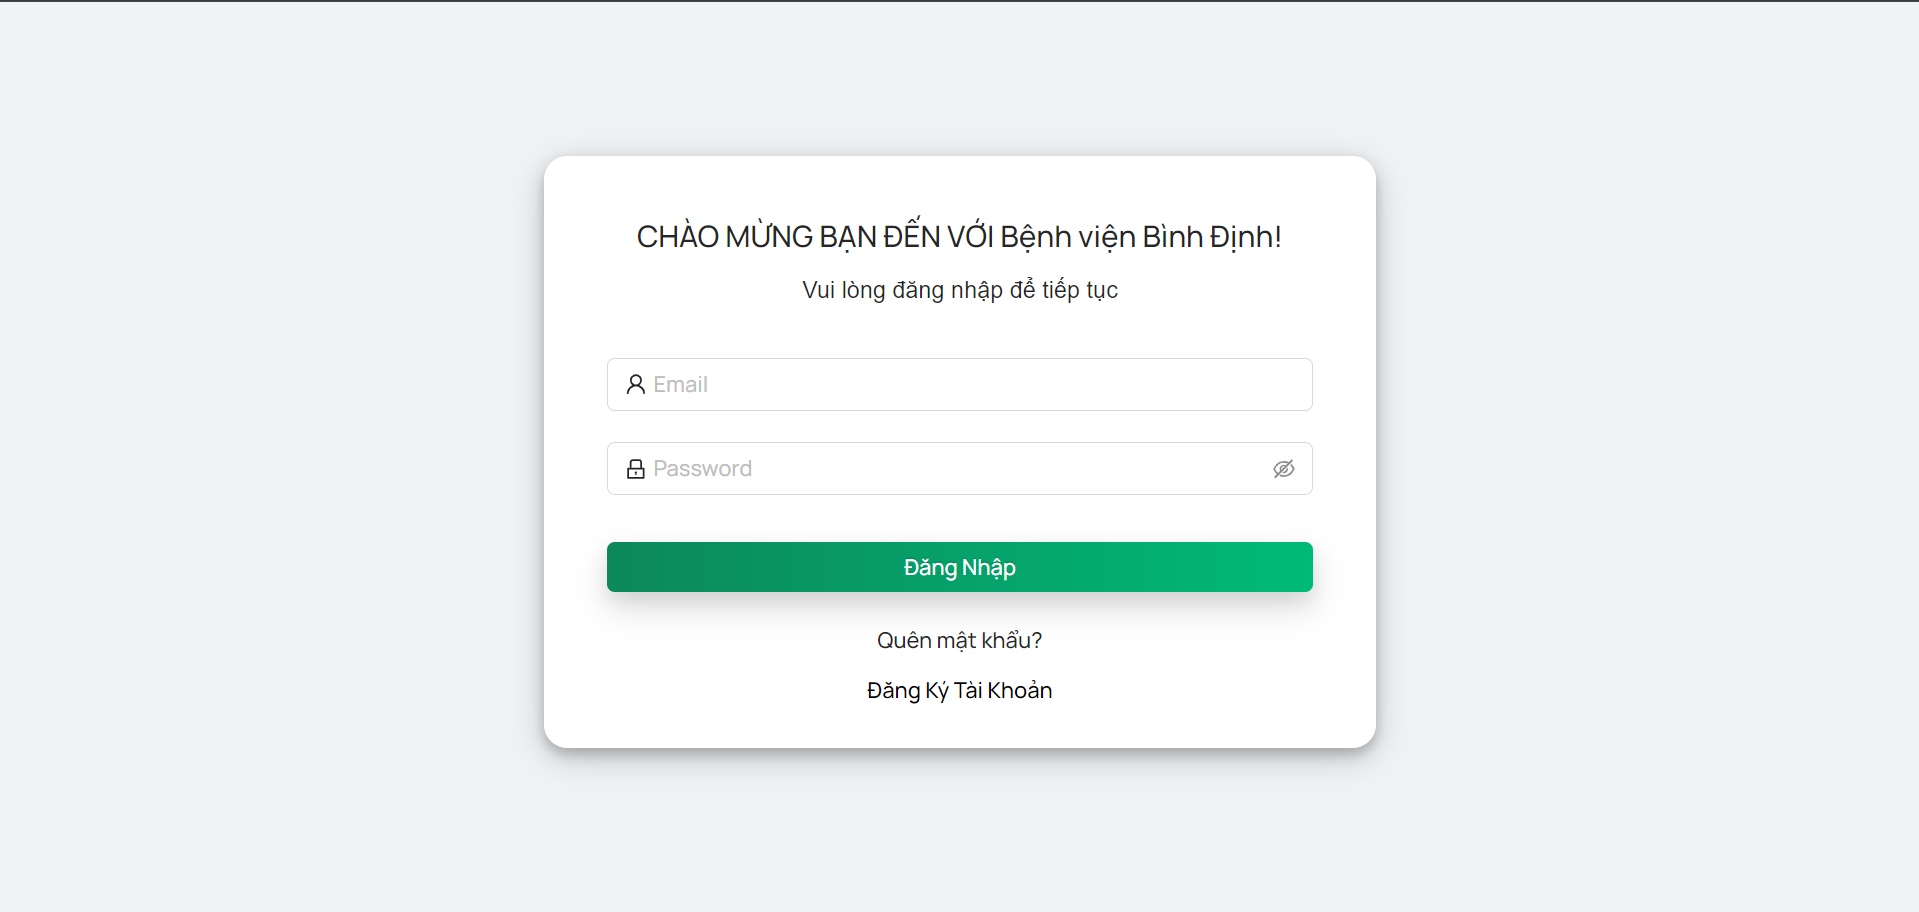 CHÀO MỪNG BẠN ĐẾN VỚI Bệnh viện Bình Định!
Vui lòng đăng nhập để tiếp tục
Email
Password
Đăng Nhập
Quên mật khẩu?
Đăng Ký Tài Khoản